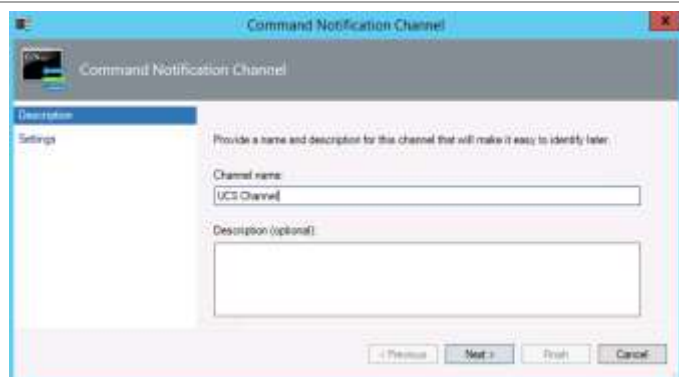 Command Notification Channel
Command Notification Channel
Description
Settings
Provide a name and description for this channel that will make it easy to identify later.
Channel name:
UCS Channel
Description (optional):
< Previous
Next >
Finish
Cancel